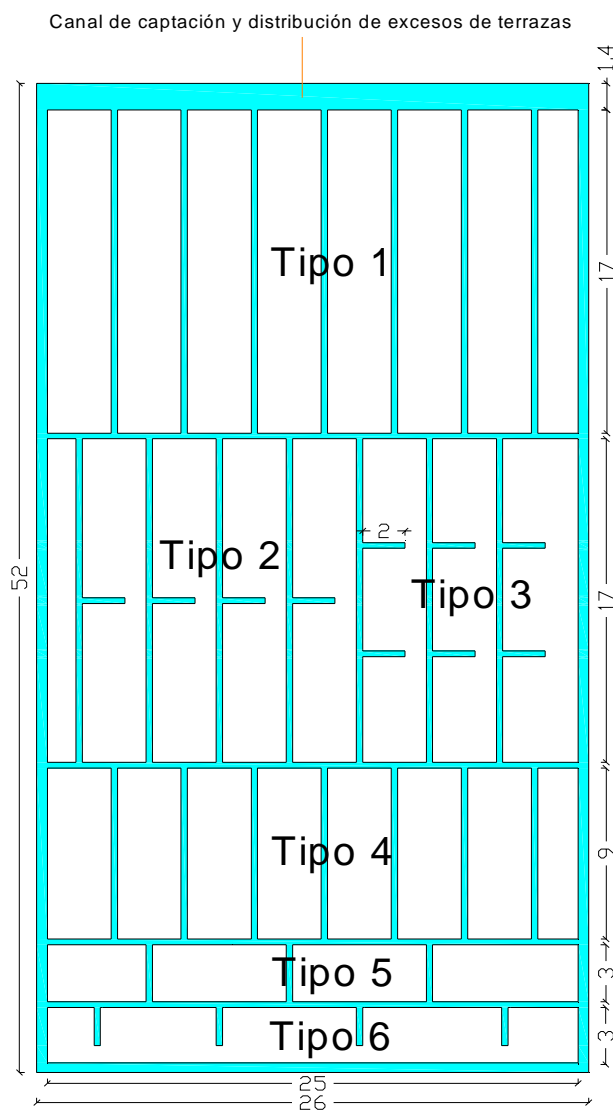 Canal de captación y distribución de excesos de terrazas
1.4
Tipo 1
17
52
2
Tipo 2
Tipo 3
17
Tipo 4
9
Tipo 5
3
Tipo 6
3
25
26